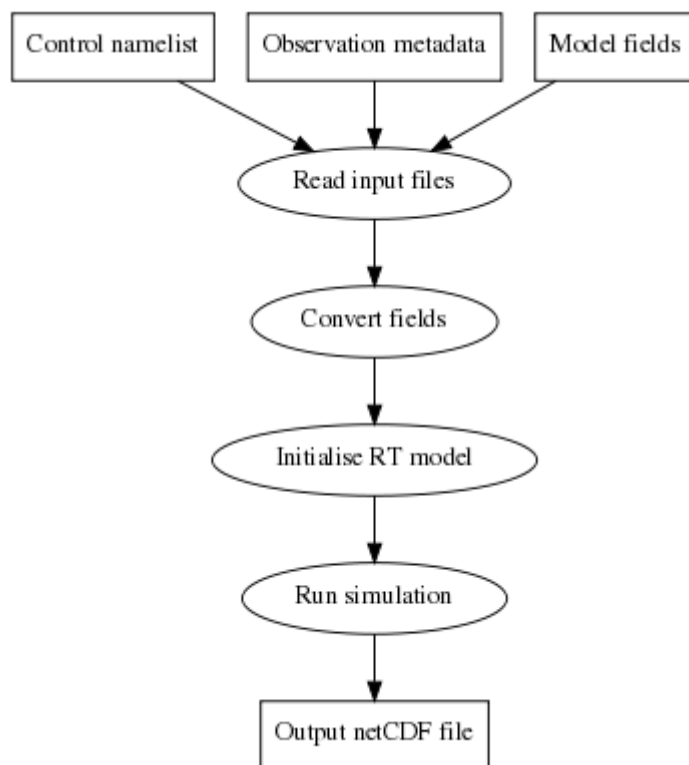 Control namelist
Observation metadata
Model fields
Read input files
Convert fields
Initialise RT model
Run simulation
Output netCDF file